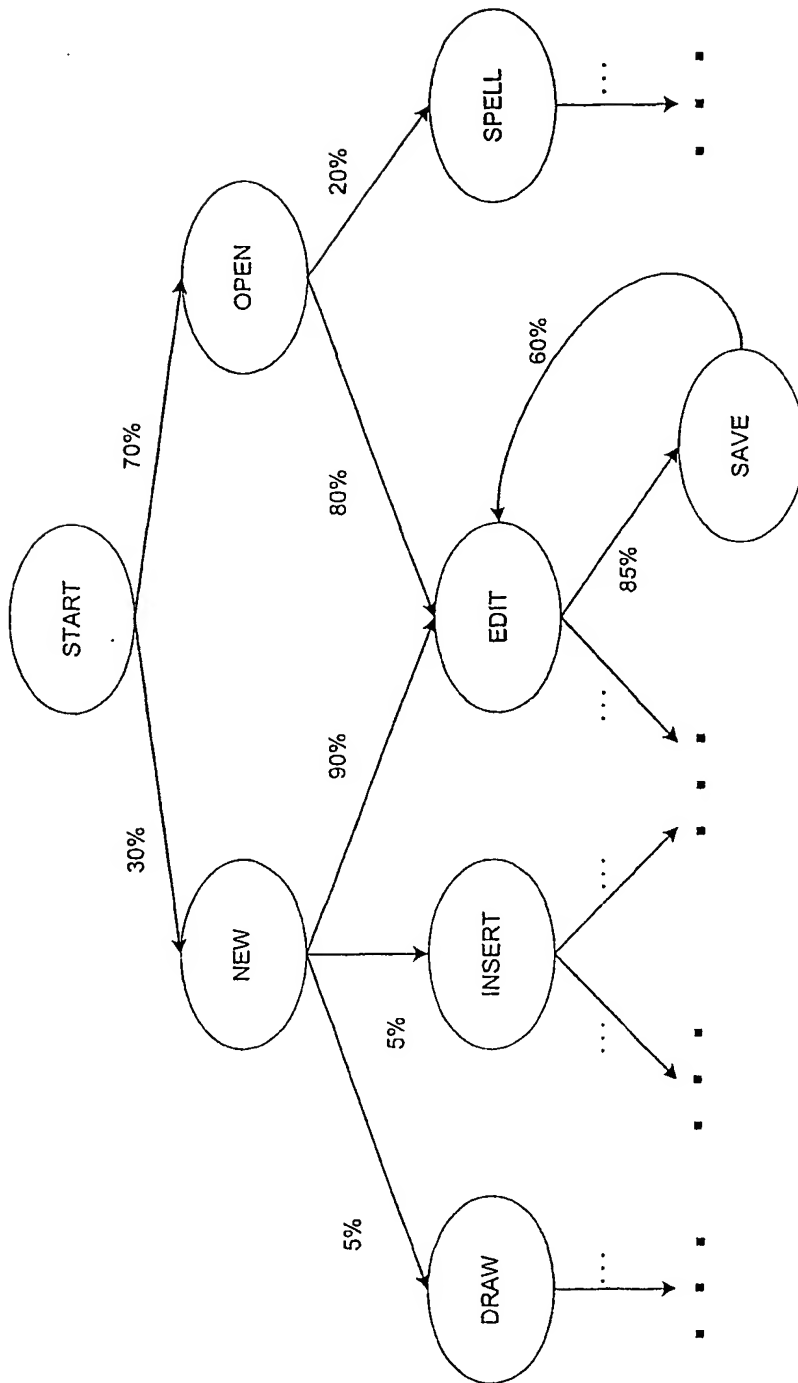 START
30%
70%
NEW
OPEN
5%
5%
90%
80%
20%
DRAW
INSERT
EDIT
SPELL
60%
85%
SAVE